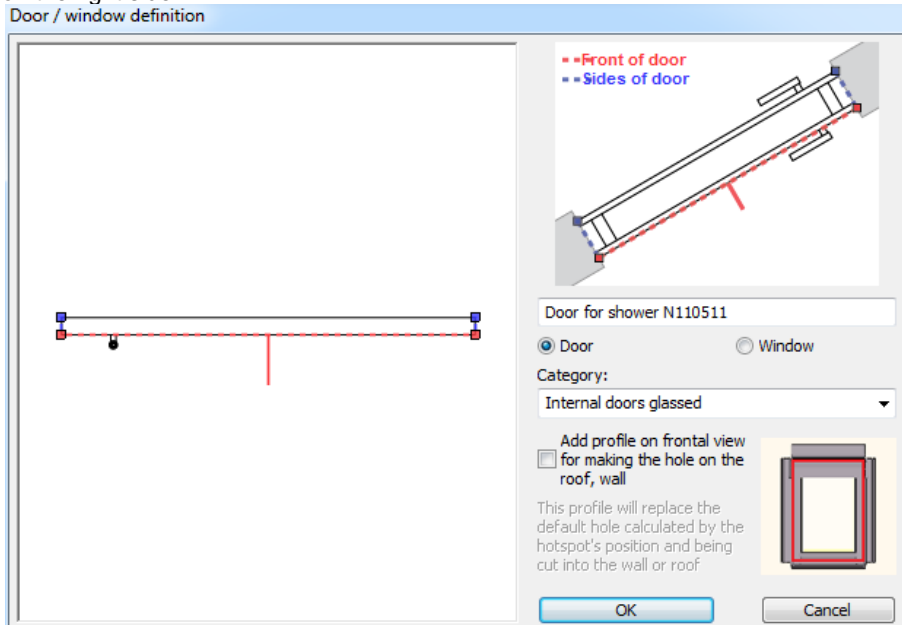 Door / window definition
Front of door
Sides of door
Door for shower N110511
Door
Window
Category:
Internal doors glassed
Add profile on frontal view
for making the hole on the
roof, wall
This profile will replace the
default hole calculated by the
hotspot's position and being
cut into the wall or roof
OK
Cancel